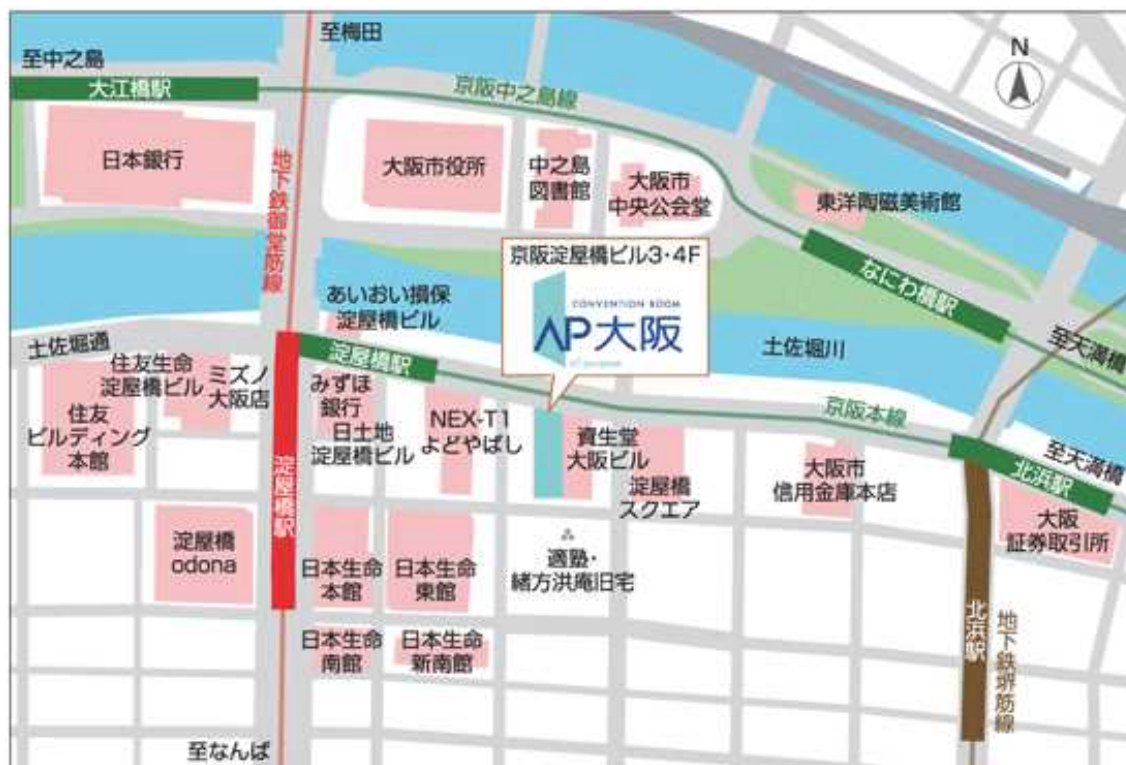 至梅田
至中之島
大江橋駅
京阪中之島線
N
日本銀行
地下鉄御堂筋線
大阪市役所
中之島
図書館
大阪市
中央公会堂
東洋陶磁美術館
なにわ橋駅
京阪淀屋橋ビル3・4F
CONVENTION ROOM
AP大阪
あいおい損保
淀屋橋ビル
土佐堀通
土佐堀川
至天満橋
住友生命
淀屋橋ビル
ミズノ
大阪店
住友
ビルディング
本館
淀屋橋駅
みずほ
銀行
日土地
淀屋橋ビル
NEX-T1
よどやばし
資生堂
大阪ビル
淀屋橋
スクエア
京阪本線
大阪市
信用金庫本店
至天満橋
北浜駅
大阪
証券取引所
淀屋橋駅
淀屋橋
odona
日本生命
本館
日本生命
東館
適塾・
緒方洪庵旧宅
日本生命
南館
日本生命
新南館
北浜駅
地下鉄堺筋線
至なんば